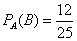 P_A(B) = 12/25